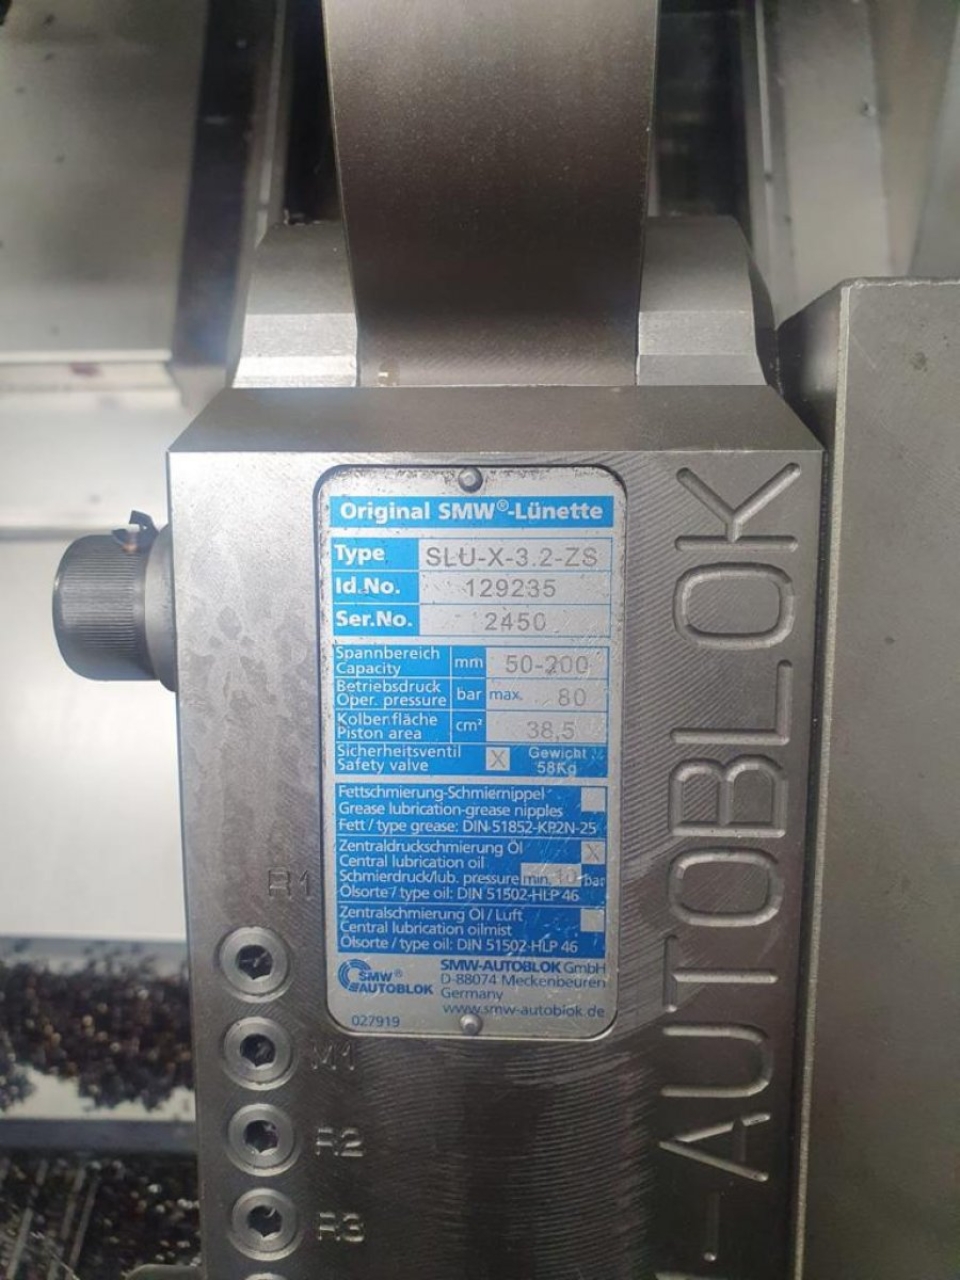 Original SMW®-Lünette
Type SLU-X-3.2-ZS
Id.No. 129235
Ser.No. 2450
Spannbereich
Capacity mm 50-200
Betriebsdruck
Oper. pressure bar max. 80
Kolbenfläche
Piston area cm² 38,5
Sicherheitsventil
Safety valve X Gewicht
58Kg
Fettschmierung-Schmiernippel
Grease lubrication-grease nipples
Fett / type grease: DIN 51852-KP2N-25
Zentraldruckschmierung Öl X
Central lubrication oil
Schmierdruck/lub. pressure min. 10 bar
Ölsorte / type oil: DIN 51502-HLP 46
Zentralschmierung Öl / Luft
Central lubrication oilmist
Ölsorte / type oil: DIN 51502-HLP 46
SMW®
AUTOBLOK
SMW-AUTOBLOK GmbH
D-88074 Meckenbeuren
Germany
www.smw-autoblok.de
027919
R1
M1
R2
R3
- AUTOBLOK